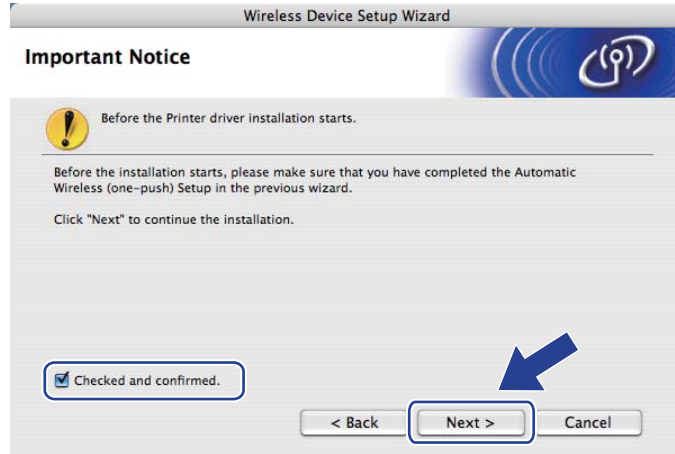 Wireless Device Setup Wizard
Important Notice
Before the Printer driver installation starts.
Before the installation starts, please make sure that you have completed the Automatic
Wireless (one-push) Setup in the previous wizard.
Click "Next" to continue the installation.
Checked and confirmed.
< Back
Next >
Cancel